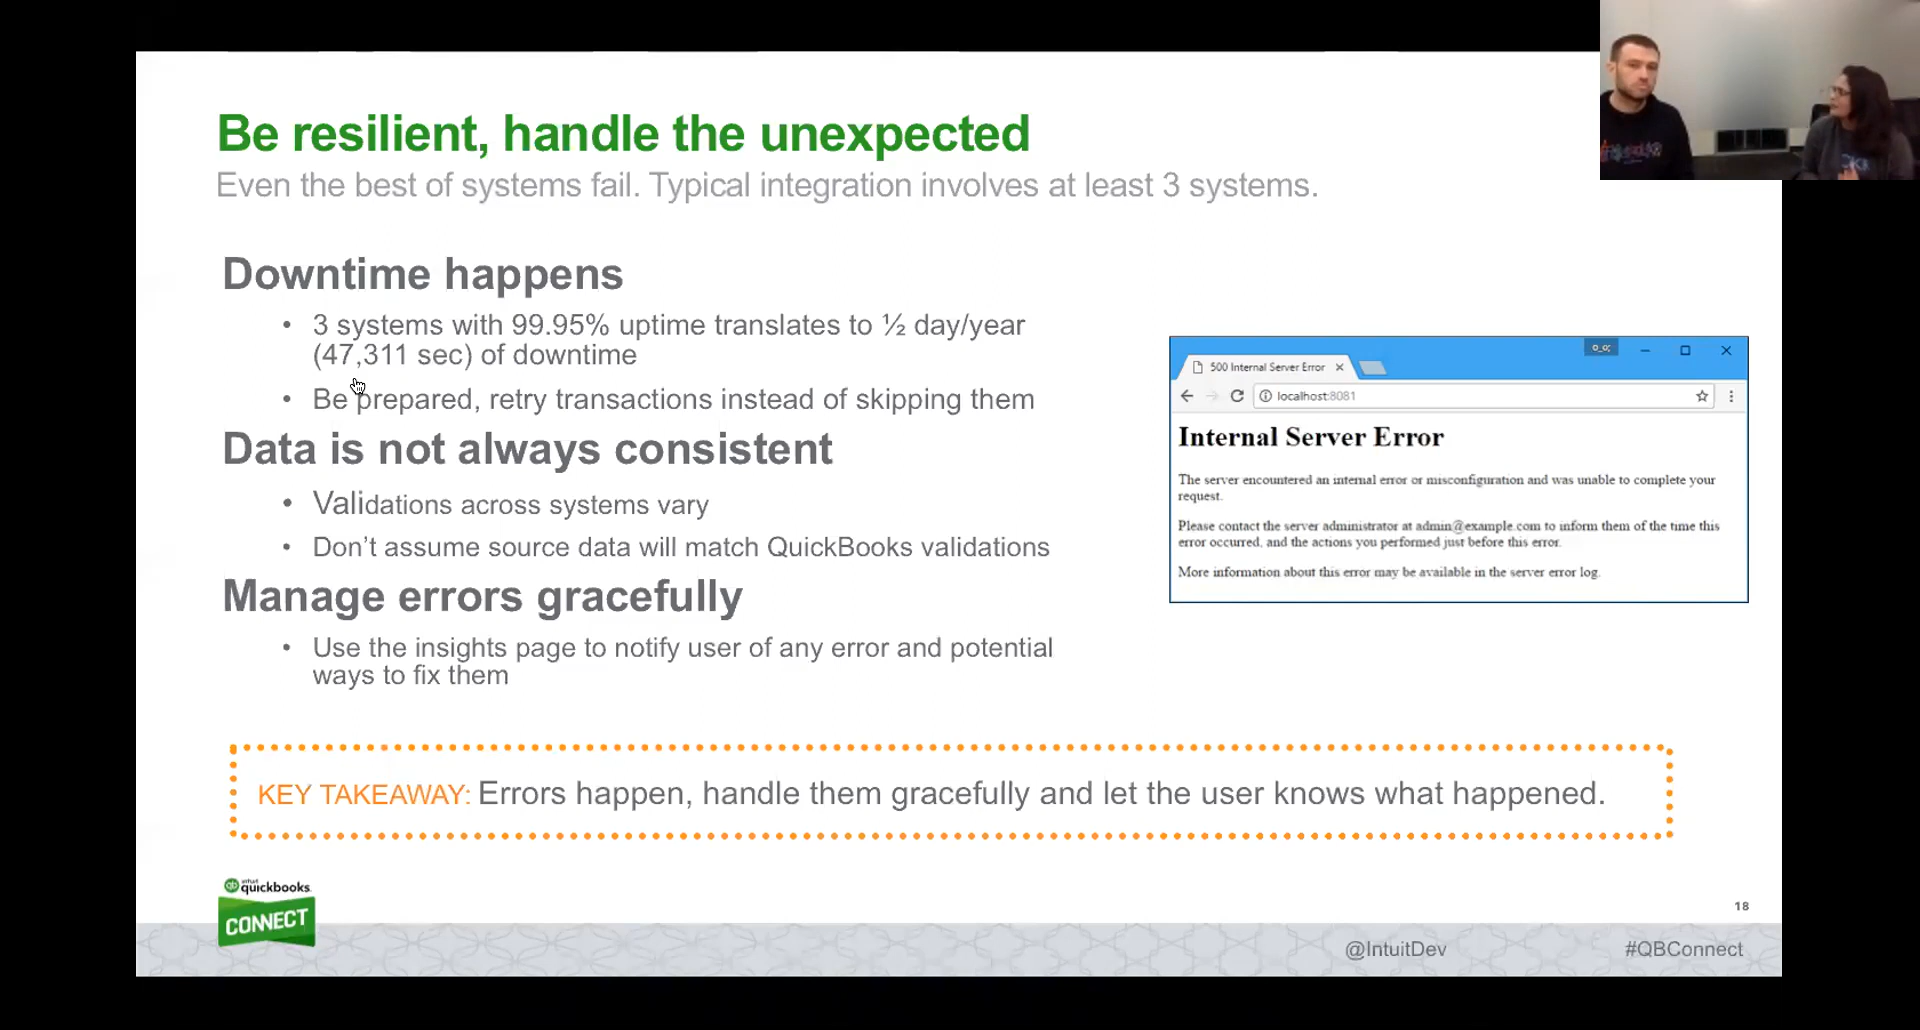 Be resilient, handle the unexpected
Even the best of systems fail. Typical integration involves at least 3 systems.
Downtime happens
• 3 systems with 99.95% uptime translates to ½ day/year
(47,311 sec) of downtime
• Be prepared, retry transactions instead of skipping them
Data is not always consistent
• Validations across systems vary
• Don’t assume source data will match QuickBooks validations
Manage errors gracefully
• Use the insights page to notify user of any error and potential
ways to fix them
500 Internal Server Error
localhost:8081
Internal Server Error
The server encountered an internal error or misconfiguration and was unable to complete your
request.
Please contact the server administrator at admin@example.com to inform them of the time this
error occurred, and the actions you performed just before this error.
More information about this error may be available in the server error log.
KEY TAKEAWAY: Errors happen, handle them gracefully and let the user knows what happened.
intuit
quickbooks.
CONNECT
18
@IntuitDev
#QBConnect